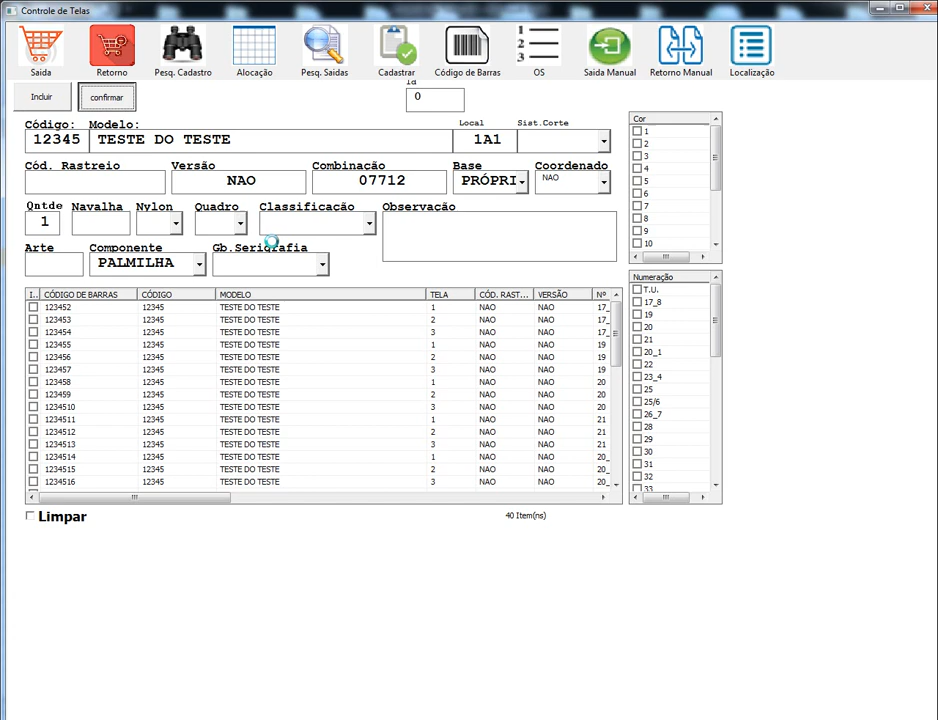 Controle de Telas
Saida Retorno Pesq. Cadastro Alocação Pesq. Saidas Cadastrar Código de Barras OS Saida Manual Retorno Manual Localização
Incluir confirmar
0
Código: Modelo: Local Sist.Corte
12345 TESTE DO TESTE 1A1
Cód. Rastreio Versão Combinação Base Coordenado
NAO 07712 PRÓPRI NAO
Qntde Navalha Nylon Quadro Classificação Observação
1
Arte Componente Gb.Serigrafia
PALMILHA
Cor
1
2
3
4
5
6
7
8
9
10
Numeração
T.U.
17_8
19
20
21
20_1
22
23_4
25
25/6
26_7
28
29
30
31
32
33
I.. CÓDIGO DE BARRAS CÓDIGO MODELO TELA CÓD. RAST... VERSÃO Nº
123452 12345 TESTE DO TESTE 1 NAO NAO 17_
123453 12345 TESTE DO TESTE 2 NAO NAO 17_
123454 12345 TESTE DO TESTE 3 NAO NAO 17_
123455 12345 TESTE DO TESTE 1 NAO NAO 19
123456 12345 TESTE DO TESTE 2 NAO NAO 19
123457 12345 TESTE DO TESTE 3 NAO NAO 19
123458 12345 TESTE DO TESTE 1 NAO NAO 20
123459 12345 TESTE DO TESTE 2 NAO NAO 20
1234510 12345 TESTE DO TESTE 3 NAO NAO 20
1234511 12345 TESTE DO TESTE 1 NAO NAO 21
1234512 12345 TESTE DO TESTE 2 NAO NAO 21
1234513 12345 TESTE DO TESTE 3 NAO NAO 21
1234514 12345 TESTE DO TESTE 1 NAO NAO 20_
1234515 12345 TESTE DO TESTE 2 NAO NAO 20_
1234516 12345 TESTE DO TESTE 3 NAO NAO 20_
Limpar 40 Item(ns)